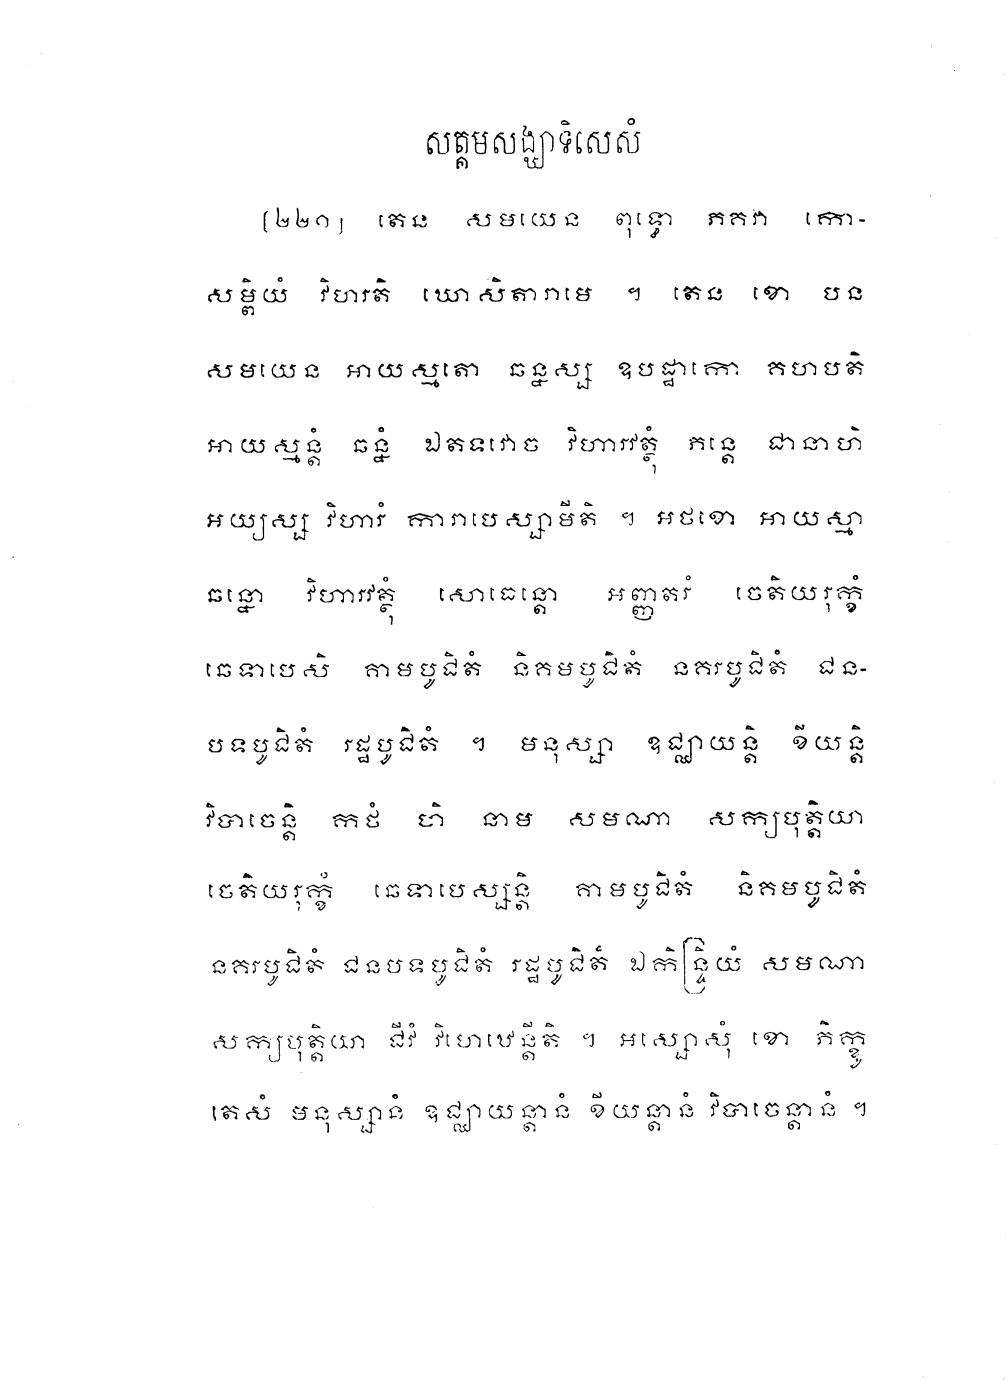 សត្តមសង្ឃាទិសេសំ
[២២១] តេន សមយេន ពុទ្ធោ ភគវា កោ-
សម្ពិយំ វិហរតិ ឃោសិតារាមេ ។ តេន ខោ បន
សមយេន អាយស្មតោ ឆន្នស្ស ឧបដ្ឋាកោ គហបតិ
អាយស្មន្តំ ឆន្នំ ឯតទវោច វិហារវត្ថុំ ភន្តេ ជានាហិ
អយ្យស្ស វិហារំ ការាបេស្សាមីតិ ។ អថខោ អាយស្មា
ឆន្នោ វិហារវត្ថុំ សោធេន្តោ អញ្ញតរំ ចេតិយរុក្ខំ
ឆេទាបេសិ គាមបូជិតំ និគមបូជិតំ នគរបូជិតំ ជន-
បទបូជិតំ រដ្ឋបូជិតំ ។ មនុស្សា ឧជ្ឈាយន្តិ ខីយន្តិ
វិបាចេន្តិ កថំ ហិ នាម សមណា សក្យបុត្តិយា
ចេតិយរុក្ខំ ឆេទាបេស្សន្តិ គាមបូជិតំ និគមបូជិតំ
នគរបូជិតំ ជនបទបូជិតំ រដ្ឋបូជិតំ ឯកិន្ទ្រិយំ សមណា
សក្យបុត្តិយា ជីវំ វិហេឋេន្តីតិ ។ អស្សោសុំ ខោ ភិក្ខូ
តេសំ មនុស្សានំ ឧជ្ឈាយន្តានំ ខីយន្តានំ វិបាចេន្តានំ ។